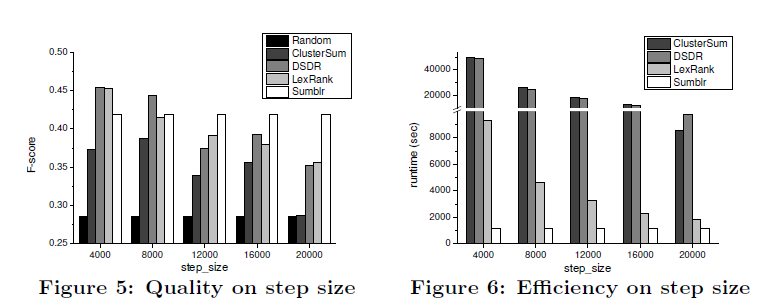 Random
ClusterSum
DSDR
LexRank
Sumblr
0.50
0.45
0.40
0.35
0.30
0.25
F-score
4000 8000 12000 16000 20000
step_size
Figure 5: Quality on step size
ClusterSum
DSDR
LexRank
Sumblr
40000
20000
8000
6000
4000
2000
0
runtime (sec)
4000 8000 12000 16000 20000
step_size
Figure 6: Efficiency on step size